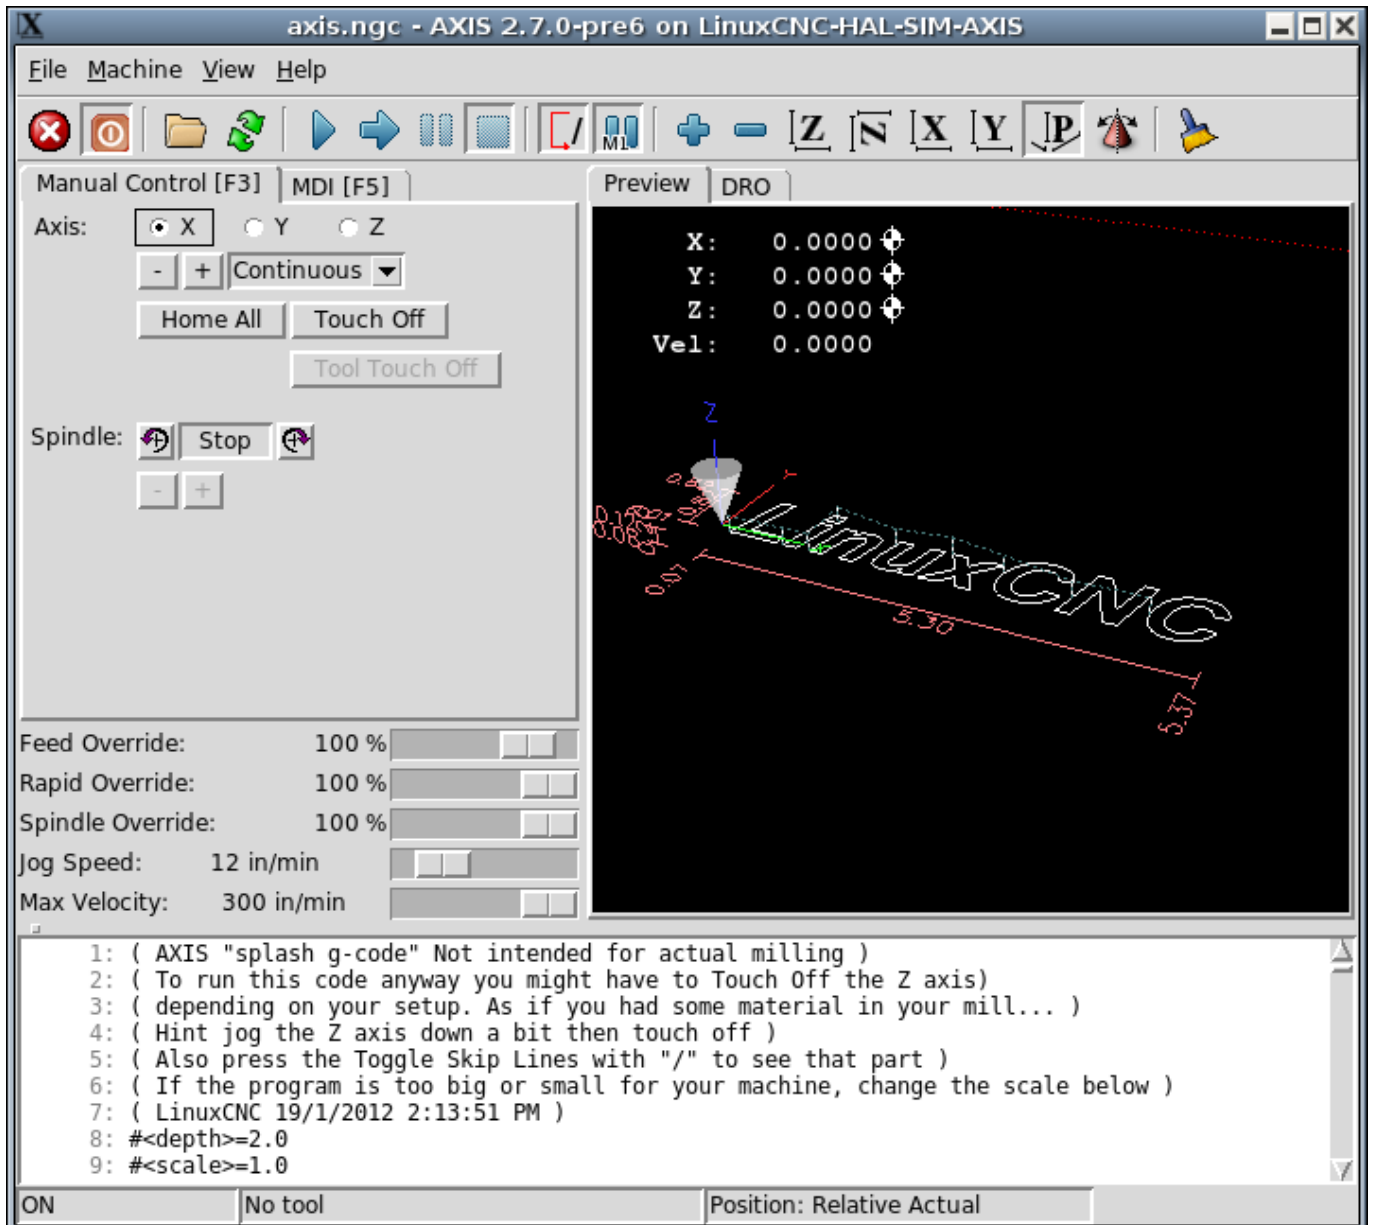 axis.ngc - AXIS 2.7.0-pre6 on LinuxCNC-HAL-SIM-AXIS
File Machine View Help
M1 Z N X Y P
Manual Control [F3] MDI [F5]
Axis: X Y Z
- + Continuous
Home All Touch Off
Tool Touch Off
Spindle: Stop
- +
Feed Override: 100 %
Rapid Override: 100 %
Spindle Override: 100 %
Jog Speed: 12 in/min
Max Velocity: 300 in/min
Preview DRO
X: 0.0000
Y: 0.0000
Z: 0.0000
Vel: 0.0000
Z
Y
LinuxCNC
0.07
5.30
5.37
1: ( AXIS "splash g-code" Not intended for actual milling )
2: ( To run this code anyway you might have to Touch Off the Z axis)
3: ( depending on your setup. As if you had some material in your mill... )
4: ( Hint jog the Z axis down a bit then touch off )
5: ( Also press the Toggle Skip Lines with "/" to see that part )
6: ( If the program is too big or small for your machine, change the scale below )
7: ( LinuxCNC 19/1/2012 2:13:51 PM )
8: #<depth>=2.0
9: #<scale>=1.0
ON No tool Position: Relative Actual